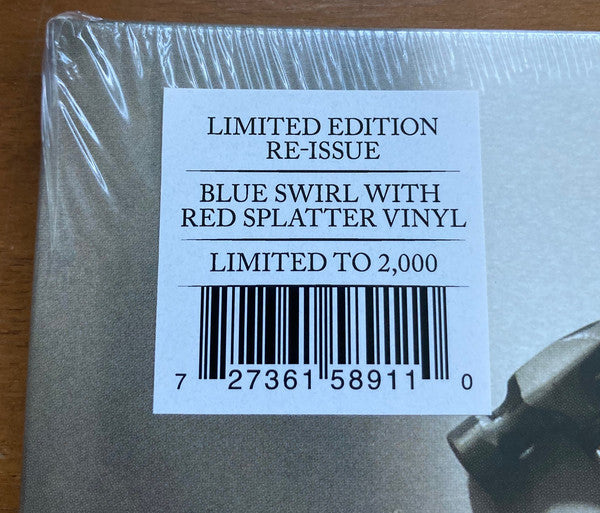 LIMITED EDITION
RE-ISSUE
BLUE SWIRL WITH
RED SPLATTER VINYL
LIMITED TO 2,000
7 27361 58911 0